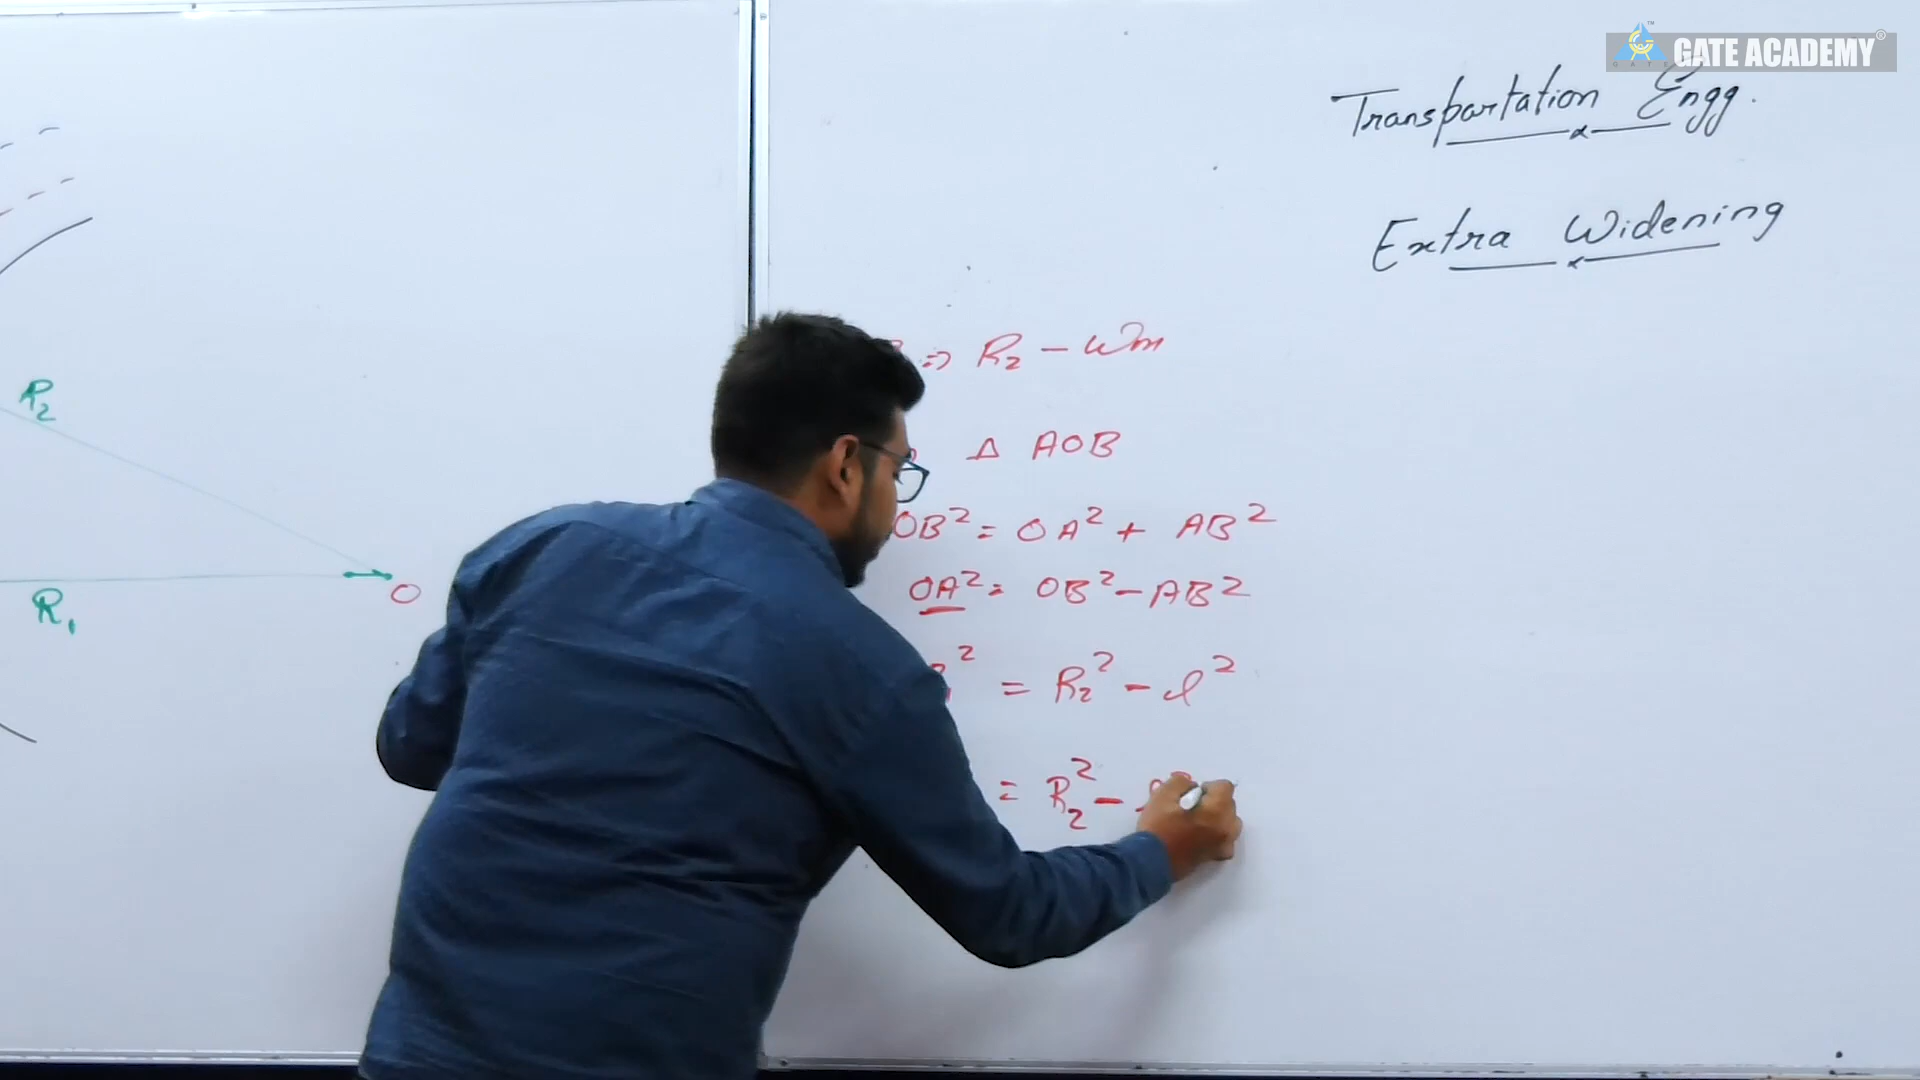 GATE ACADEMY
Transportation Engg.
Extra Widening
R₂
R₁
O
⇒ R₂ - Wm
Δ AOB
OB² = OA² + AB²
OA² = OB² - AB²
² = R₂² - l²
= R₂² -